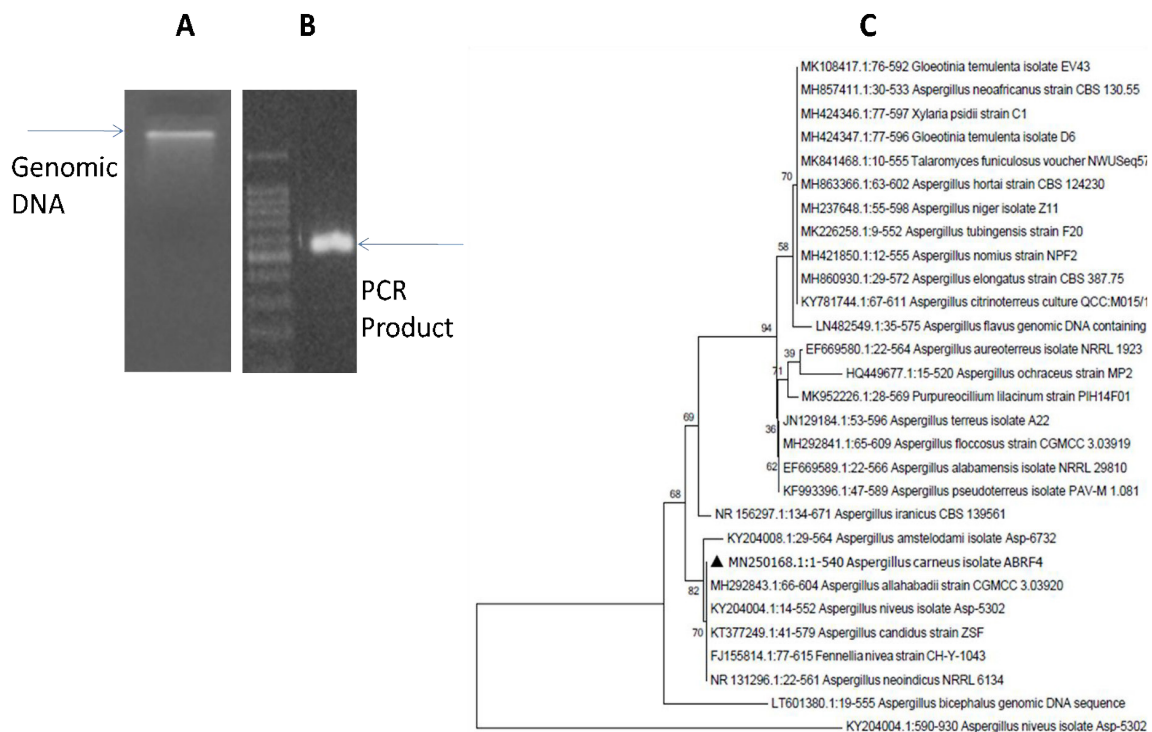 A
B
C
Genomic
DNA
PCR
Product
MK108417.1:76-592 Gloeotinia temulenta isolate EV43
MH857411.1:30-533 Aspergillus neoafricanus strain CBS 130.55
MH424346.1:77-597 Xylaria psidii strain C1
MH424347.1:77-596 Gloeotinia temulenta isolate D6
MK841468.1:10-555 Talaromyces funiculosus voucher NWUSeq57
70
MH863366.1:63-602 Aspergillus hortai strain CBS 124230
MH237648.1:55-598 Aspergillus niger isolate Z11
MK226258.1:9-552 Aspergillus tubingensis strain F20
58
MH421850.1:12-555 Aspergillus nomius strain NPF2
MH860930.1:29-572 Aspergillus elongatus strain CBS 387.75
KY781744.1:67-611 Aspergillus citrinoterreus culture QCC:M015/1
LN482549.1:35-575 Aspergillus flavus genomic DNA containing
94
EF669580.1:22-564 Aspergillus aureoterreus isolate NRRL 1923
39
HQ449677.1:15-520 Aspergillus ochraceus strain MP2
71
MK952226.1:28-569 Purpureocillium lilacinum strain PIH14F01
69
JN129184.1:53-596 Aspergillus terreus isolate A22
36
MH292841.1:65-609 Aspergillus floccosus strain CGMCC 3.03919
62
EF669589.1:22-566 Aspergillus alabamensis isolate NRRL 29810
KF993396.1:47-589 Aspergillus pseudoterreus isolate PAV-M 1.081
68
NR 156297.1:134-671 Aspergillus iranicus CBS 139561
KY204008.1:29-564 Aspergillus amstelodami isolate Asp-6732
MN250168.1:1-540 Aspergillus carneus isolate ABRF4
82
MH292843.1:66-604 Aspergillus allahabadii strain CGMCC 3.03920
KY204004.1:14-552 Aspergillus niveus isolate Asp-5302
70
KT377249.1:41-579 Aspergillus candidus strain ZSF
FJ155814.1:77-615 Fennellia nivea strain CH-Y-1043
NR 131296.1:22-561 Aspergillus neoindicus NRRL 6134
LT601380.1:19-555 Aspergillus bicephalus genomic DNA sequence
KY204004.1:590-930 Aspergillus niveus isolate Asp-5302